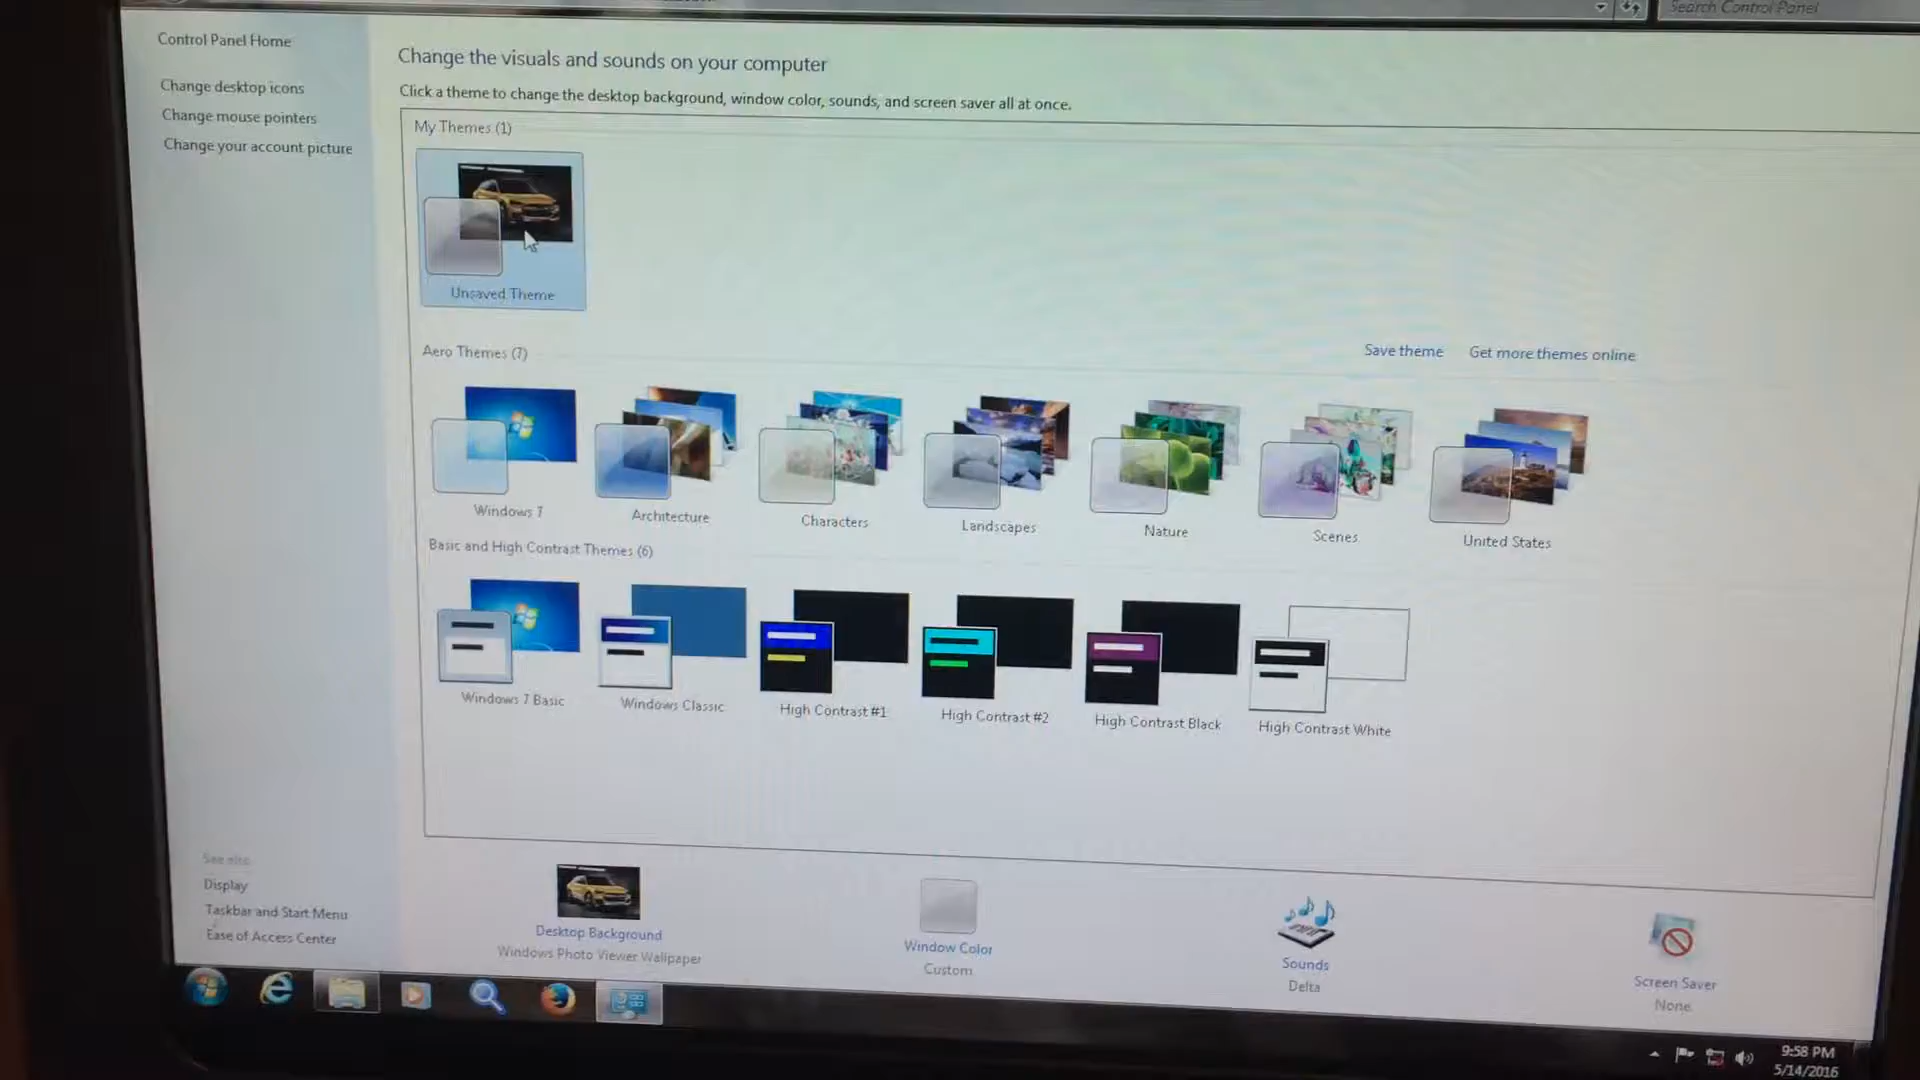 Search Control Panel
Control Panel Home
Change desktop icons
Change mouse pointers
Change your account picture
Change the visuals and sounds on your computer
Click a theme to change the desktop background, window color, sounds, and screen saver all at once.
My Themes (1)
Unsaved Theme
Save theme
Get more themes online
Aero Themes (7)
Windows 7
Architecture
Characters
Landscapes
Nature
Scenes
United States
Basic and High Contrast Themes (6)
Windows 7 Basic
Windows Classic
High Contrast #1
High Contrast #2
High Contrast Black
High Contrast White
See also
Display
Taskbar and Start Menu
Ease of Access Center
Desktop Background
Windows Photo Viewer Wallpaper
Window Color
Custom
Sounds
Delta
Screen Saver
None
9:58 PM
5/14/2016